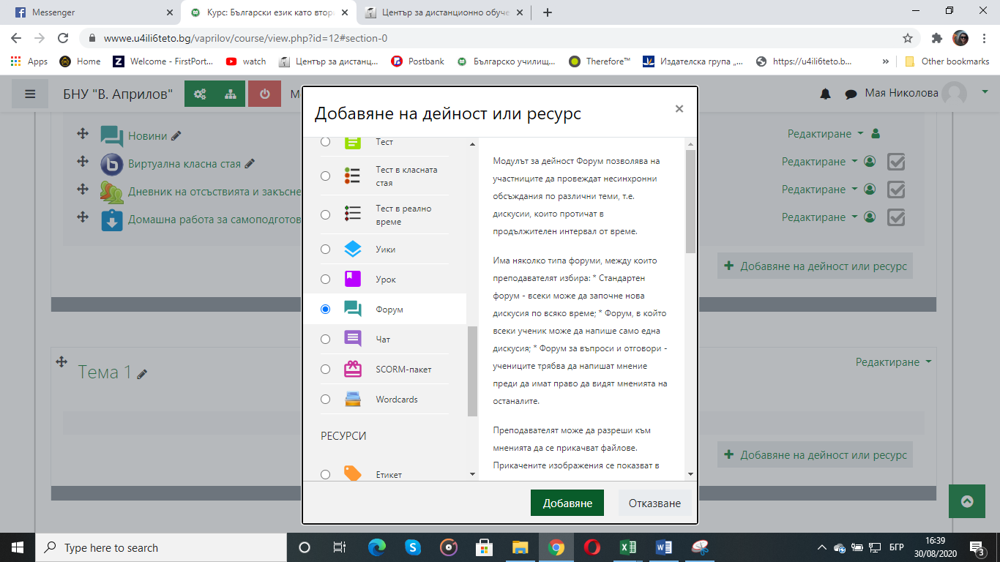 Messenger
Курс: Български език като втори
Център за дистанционно обуче
wwwe.u4ili6teto.bg/vaprilov/course/view.php?id=12#section-0
Apps
Home
Welcome - FirstPort...
watch
Център за дистанц...
Postbank
Българско училищ...
Therefore™
Издателска група „...
https://u4ili6teto.b...
»
Other bookmarks
БНУ "В. Априлов"
М
Мая Николова
Добавяне на дейност или ресурс
×
Новини
Виртуална класна стая
Дневник на отсъствията и закъсне
Домашна работа за самоподготов
Редактиране
Редактиране
Редактиране
Редактиране
+ Добавяне на дейност или ресурс
Тема 1
Редактиране
+ Добавяне на дейност или ресурс
Тест
Тест в класната
стая
Тест в реално
време
Уики
Урок
Форум
Чат
SCORM-пакет
Wordcards
РЕСУРСИ
Етикет
Модулът за дейност Форум позволява на
участниците да провеждат несинхронни
обсъждания по различни теми, т.е.
дискусии, които протичат в
продължителен интервал от време.
Има няколко типа форуми, между които
преподавателят избира: * Стандартен
форум - всеки може да започне нова
дискусия по всяко време; * Форум, в който
всеки ученик може да напише само една
дискусия; * Форум за въпроси и отговори -
учениците трябва да напишат мнение
преди да имат право да видят мненията на
останалите.
Преподавателят може да разреши към
мненията да се прикачват файлове.
Прикачените изображения се показват в
Добавяне
Отказване
Type here to search
БГР
16:39
30/08/2020
3